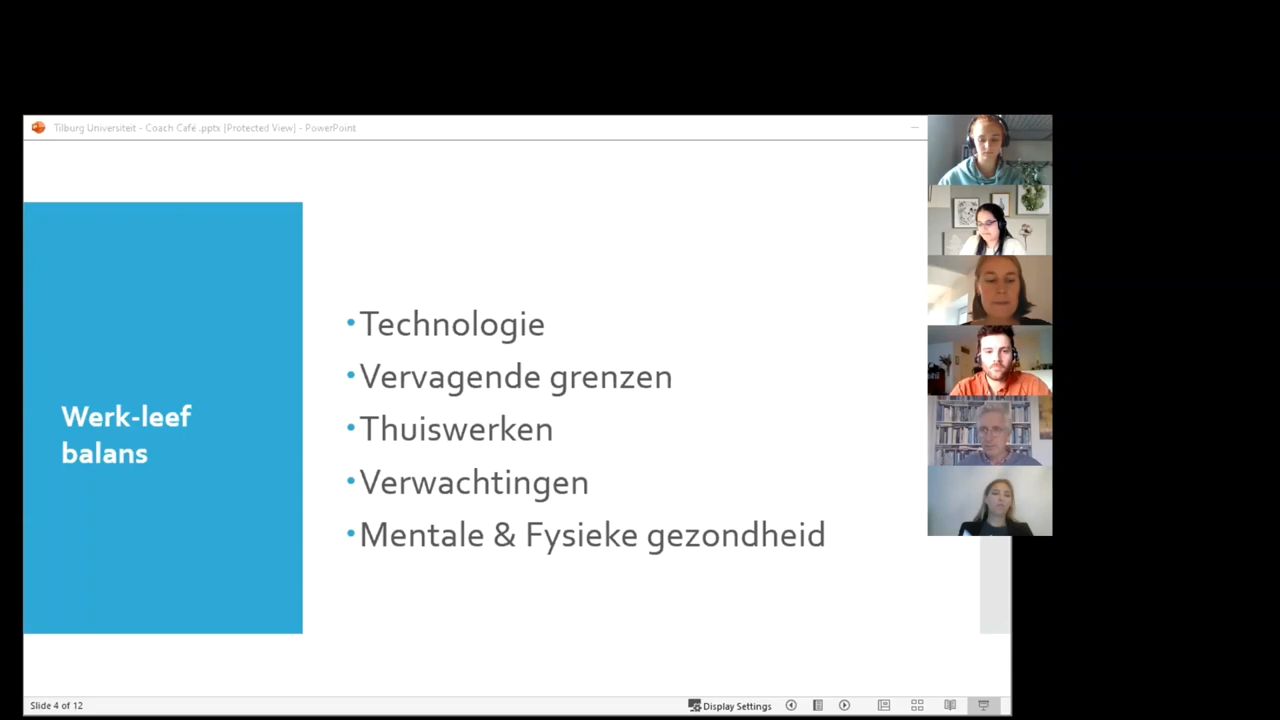 Tilburg Universiteit - Coach Café .pptx [Protected View] - PowerPoint
Werk-leef
balans
•Technologie
•Vervagende grenzen
•Thuiswerken
•Verwachtingen
•Mentale & Fysieke gezondheid
Slide 4 of 12
Display Settings